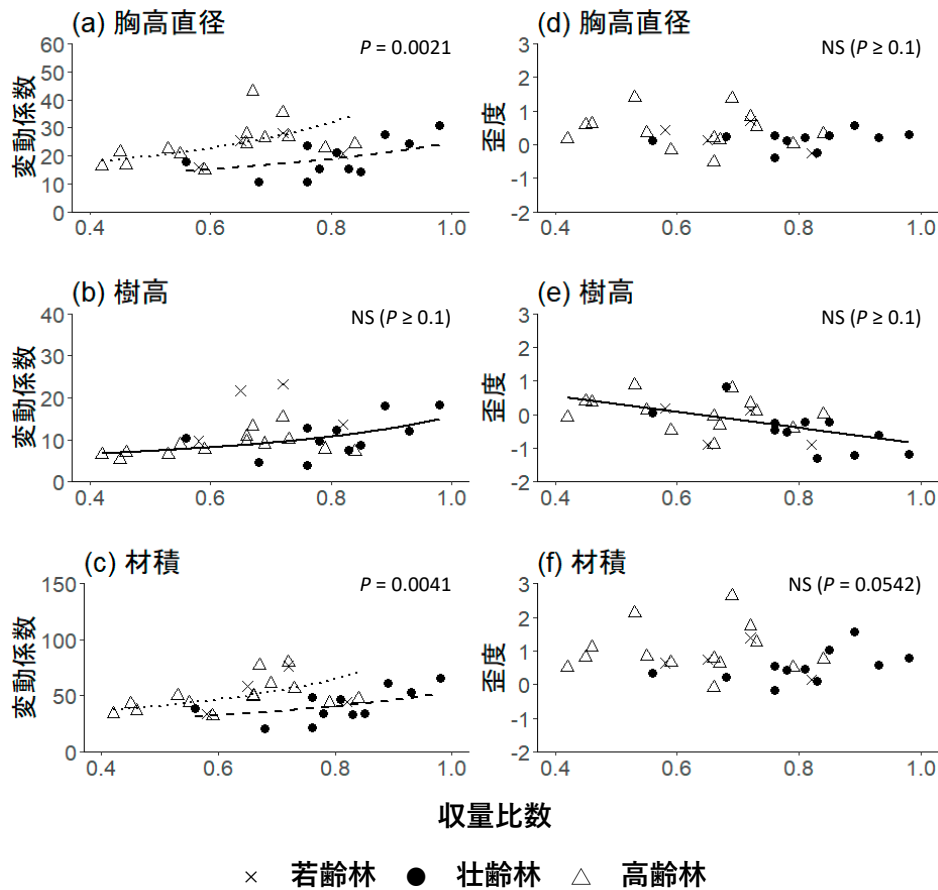 (a) 胸高直径
P = 0.0021
変動係数
60
50
40
30
20
10
0
0.4 0.6 0.8 1.0
(d) 胸高直径
NS (P ≥ 0.1)
歪度
3
2
1
0
-1
-2
0.4 0.6 0.8 1.0
(b) 樹高
NS (P ≥ 0.1)
変動係数
40
30
20
10
0
0.4 0.6 0.8 1.0
(e) 樹高
NS (P ≥ 0.1)
歪度
3
2
1
0
-1
-2
0.4 0.6 0.8 1.0
(c) 材積
P = 0.0041
変動係数
150
100
50
0
0.4 0.6 0.8 1.0
(f) 材積
NS (P = 0.0542)
歪度
3
2
1
0
-1
-2
0.4 0.6 0.8 1.0
収量比数
× 若齢林 ● 壮齢林 △ 高齢林